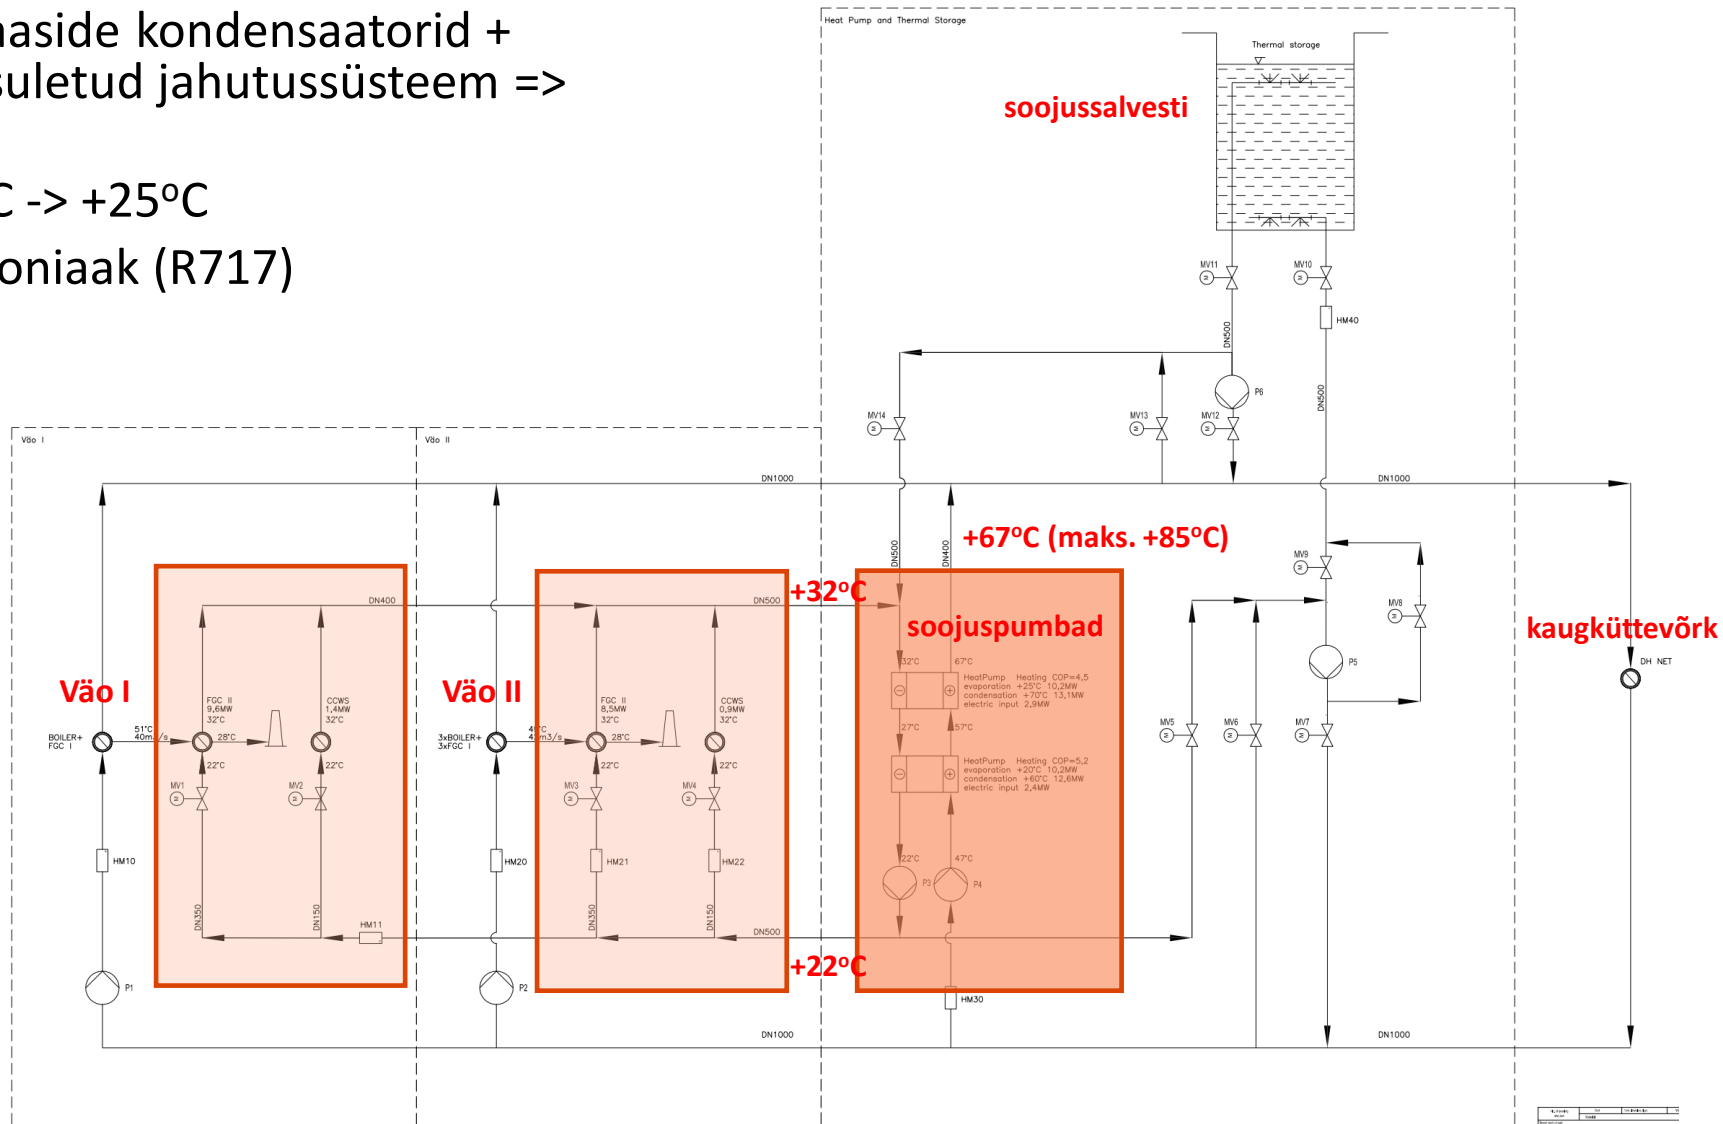 aside kondensaatorid +
suletud jahutussüsteem =>
C -> +25°C
oniaak (R717)
Heat Pump and Thermal Storage
Thermal storage
soojussalvesti
MV11
MV10
HM40
DN500
DN500
P6
MV14
MV13
MV12
Väo I
Väo II
DN1000
DN1000
+67°C (maks. +85°C)
DN500
DN400
MV9
+32°C
DN400
DN500
MV8
soojuspumbad
kaugküttevõrk
32°C
67°C
P5
DH NET
HeatPump Heating COP=4,5
evaporation +25°C 10,2MW
condensation +70°C 13,1MW
electric input 2,9MW
Väo I
FGC II
9,6MW
32°C
CCWS
1,4MW
32°C
Väo II
FGC II
8,5MW
32°C
CCWS
0,9MW
32°C
27°C
57°C
MV5
MV6
MV7
BOILER+
FGC I
51°C
28°C
3xBOILER+
3xFGC I
28°C
22°C
22°C
22°C
22°C
HeatPump Heating COP=5,2
evaporation +20°C 10,2MW
condensation +60°C 12,6MW
electric input 2,4MW
MV1
MV2
MV3
MV4
HM10
HM20
HM21
HM22
22°C
47°C
P3
P4
DN350
DN150
HM11
DN350
DN150
DN500
+22°C
P1
P2
HM30
DN1000
DN1000